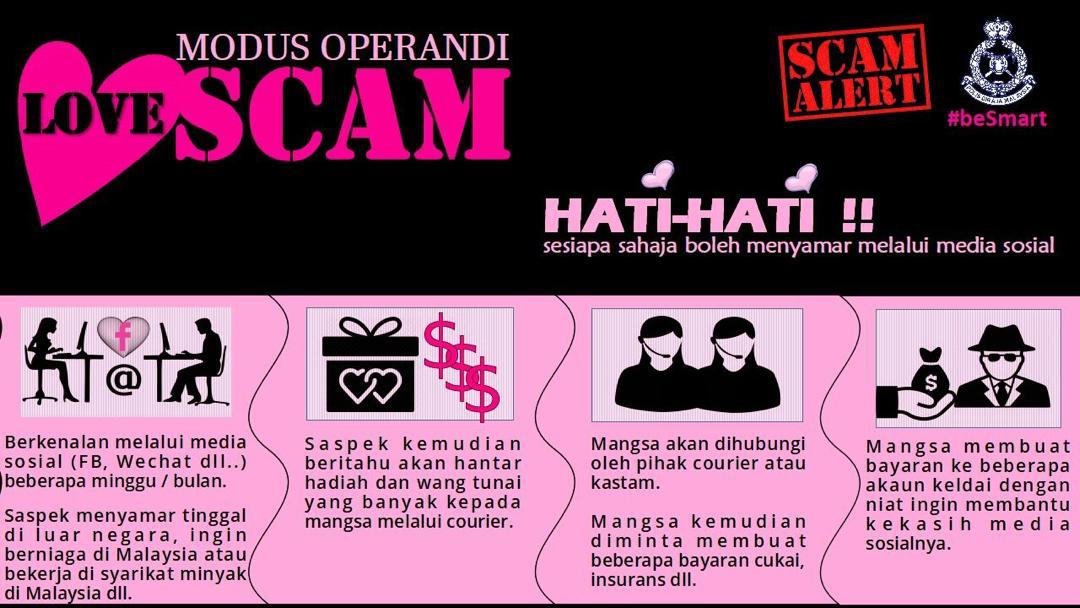 MODUS OPERANDI
LOVE SCAM
SCAM
ALERT
#beSmart
HATI-HATI !!
sesiapa sahaja boleh menyamar melalui media sosial
f
@
Berkenalan melalui media
sosial (FB, Wechat dll..)
beberapa minggu / bulan.
Saspek menyamar tinggal
di luar negara, ingin
berniaga di Malaysia atau
bekerja di syarikat minyak
di Malaysia dll.
$
$
$
Saspek kemudian
beritahu akan hantar
hadiah dan wang tunai
yang banyak kepada
mangsa melalui courier.
Mangsa akan dihubungi
oleh pihak courier atau
kastam.
Mangsa kemudian
diminta membuat
beberapa bayaran cukai,
insurans dll.
$
Mangsa membuat
bayaran ke beberapa
akaun keldai dengan
niat ingin membantu
kekasih media
sosialnya.